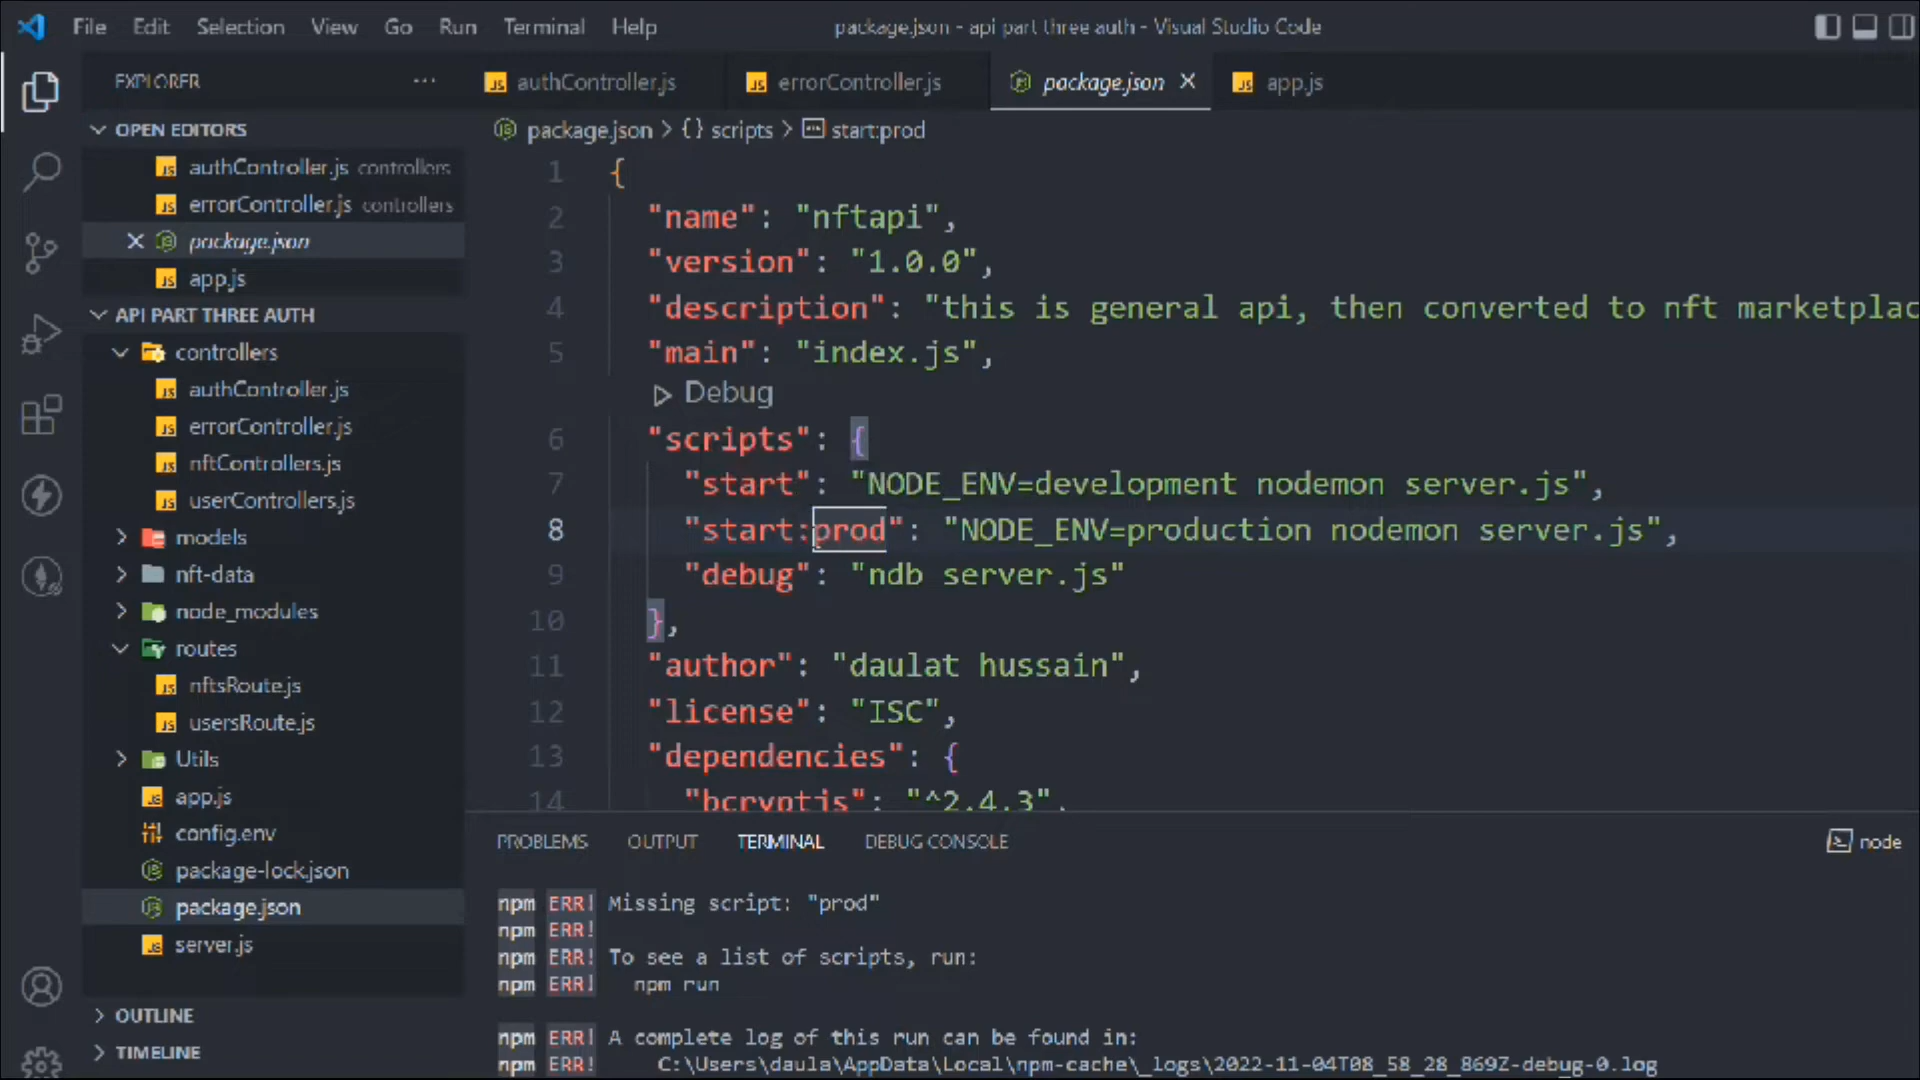 File Edit Selection View Go Run Terminal Help
package.json - api part three auth - Visual Studio Code
EXPLORER ···
authController.js errorController.js package.json app.js
OPEN EDITORS
authController.js controllers
errorController.js controllers
package.json
app.js
API PART THREE AUTH
controllers
authController.js
errorController.js
nftControllers.js
userControllers.js
models
nft-data
node_modules
routes
nftsRoute.js
usersRoute.js
Utils
app.js
config.env
package-lock.json
package.json
server.js
OUTLINE
TIMELINE
package.json > {} scripts > start:prod
1 {
2 "name": "nftapi",
3 "version": "1.0.0",
4 "description": "this is general api, then converted to nft marketplac
5 "main": "index.js",
Debug
6 "scripts": {
7 "start": "NODE_ENV=development nodemon server.js",
8 "start:prod": "NODE_ENV=production nodemon server.js",
9 "debug": "ndb server.js"
10 },
11 "author": "daulat hussain",
12 "license": "ISC",
13 "dependencies": {
14 "bcryptjs": "^2.4.3",
PROBLEMS OUTPUT TERMINAL DEBUG CONSOLE
node
npm ERR! Missing script: "prod"
npm ERR!
npm ERR! To see a list of scripts, run:
npm ERR! npm run
npm ERR! A complete log of this run can be found in:
npm ERR! C:\Users\daula\AppData\Local\npm-cache\_logs\2022-11-04T08_58_28_869Z-debug-0.log